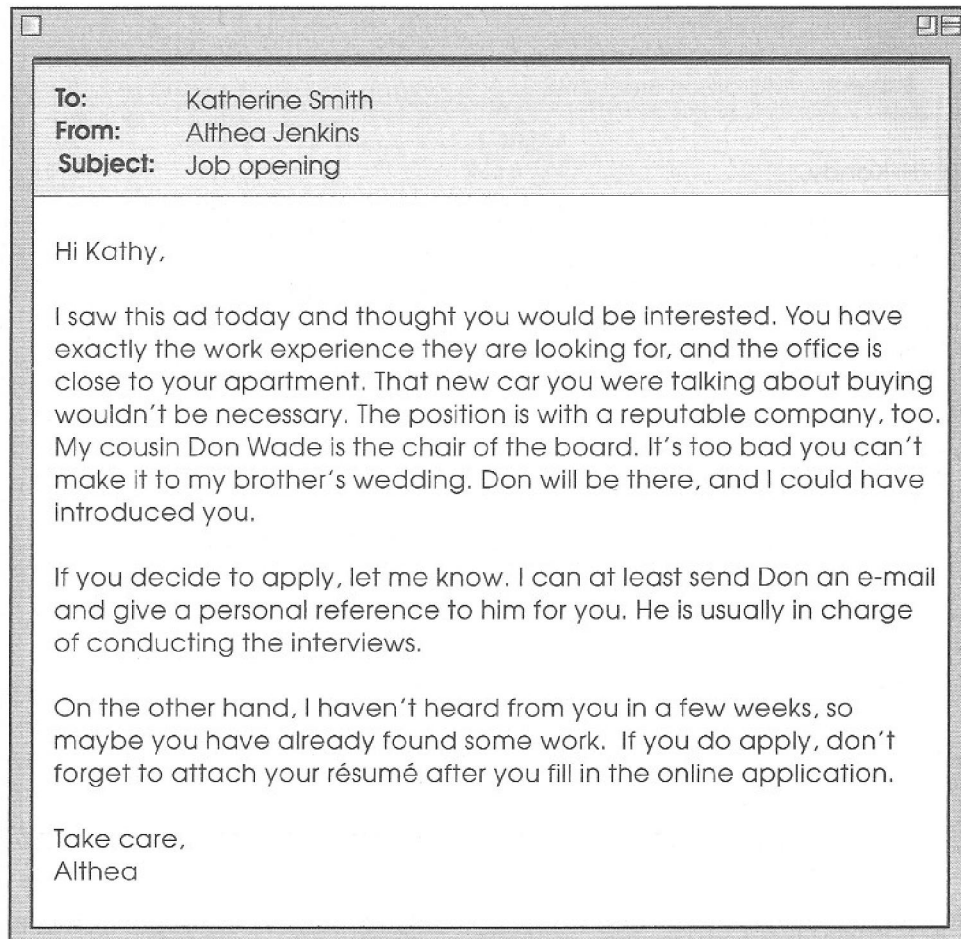 To: Katherine Smith
From: Althea Jenkins
Subject: Job opening
Hi Kathy,
I saw this ad today and thought you would be interested. You have
exactly the work experience they are looking for, and the office is
close to your apartment. That new car you were talking about buying
wouldn't be necessary. The position is with a reputable company, too.
My cousin Don Wade is the chair of the board. It's too bad you can't
make it to my brother's wedding. Don will be there, and I could have
introduced you.
If you decide to apply, let me know. I can at least send Don an e-mail
and give a personal reference to him for you. He is usually in charge
of conducting the interviews.
On the other hand, I haven't heard from you in a few weeks, so
maybe you have already found some work.  If you do apply, don't
forget to attach your résumé after you fill in the online application.
Take care,
Althea